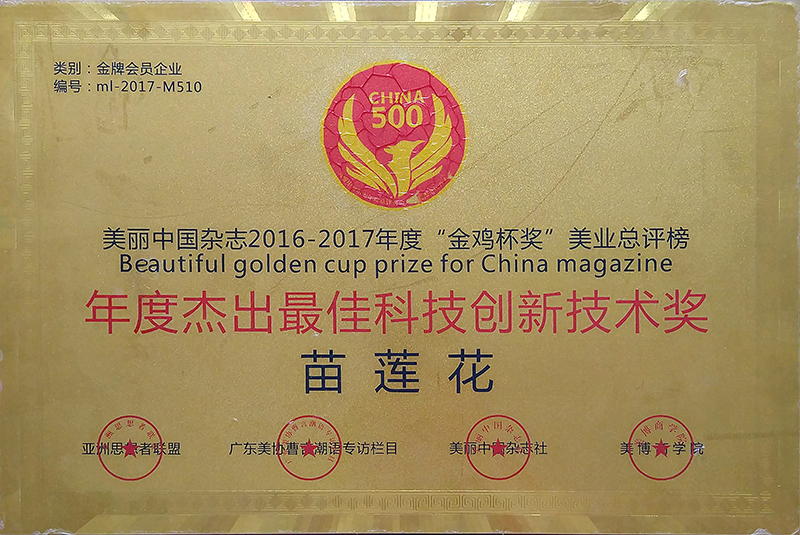 类别：金牌会员企业
编号：ml-2017-M510
CHINA
500
美丽中国杂志2016-2017年度“金鸡杯奖”美业总评榜
Beautiful golden cup prize for China magazine
年度杰出最佳科技创新技术奖
苗莲花
亚洲思想者联盟
广东美协曹言潮语专访栏目
美丽中国杂志社
美博商学院